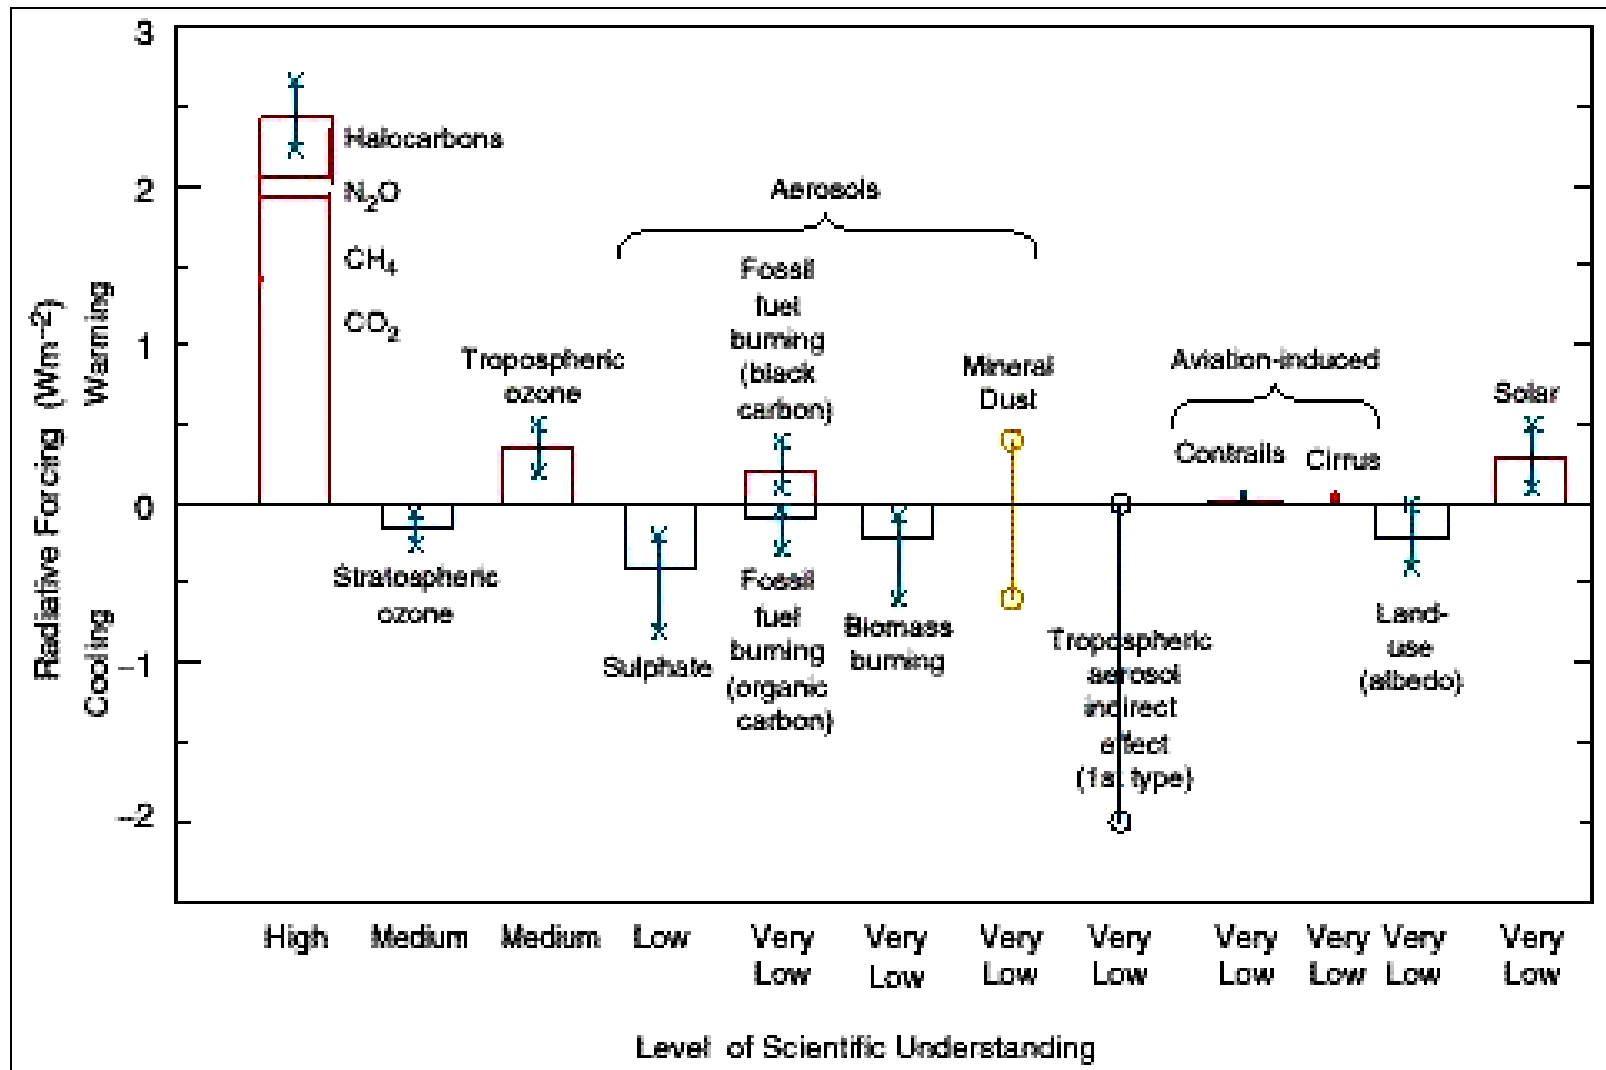 3
2
1
0
−1
−2
Radiative Forcing (Wm−2)
Cooling Warming
Halocarbons
N2O
CH4
CO2
Stratospheric
ozone
Tropospheric
ozone
Aerosols
Sulphate
Fossil
fuel
burning
(black
carbon)
Fossil
fuel
burning
(organic
carbon)
Biomass
burning
Mineral
Dust
Tropospheric
aerosol
indirect
effect
(1st type)
Aviation-induced
Contrails Cirrus
Land-
use
(albedo)
Solar
High Medium Medium Low Very Very Very Very Very Very Very Very
Low Low Low Low Low Low Low Low
Level of Scientific Understanding